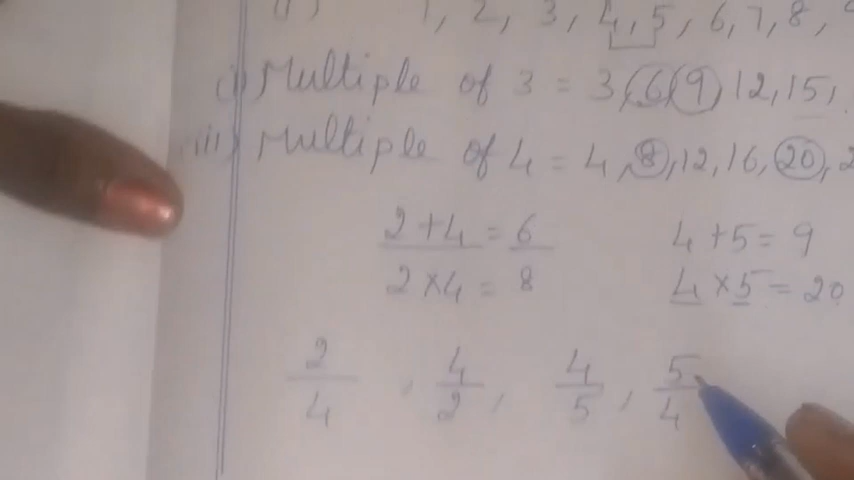 1, 2, 3, 4, 5, 6, 7, 8,
Multiple of 3 = 3, 6, 9, 12, 15,
iii) Multiple of 4 = 4, 8, 12, 16, 20, 2
2 + 4 = 6 4 + 5 = 9
2 × 4 = 8 4 × 5 = 20
2/4, 4/2, 4/5, 5/4